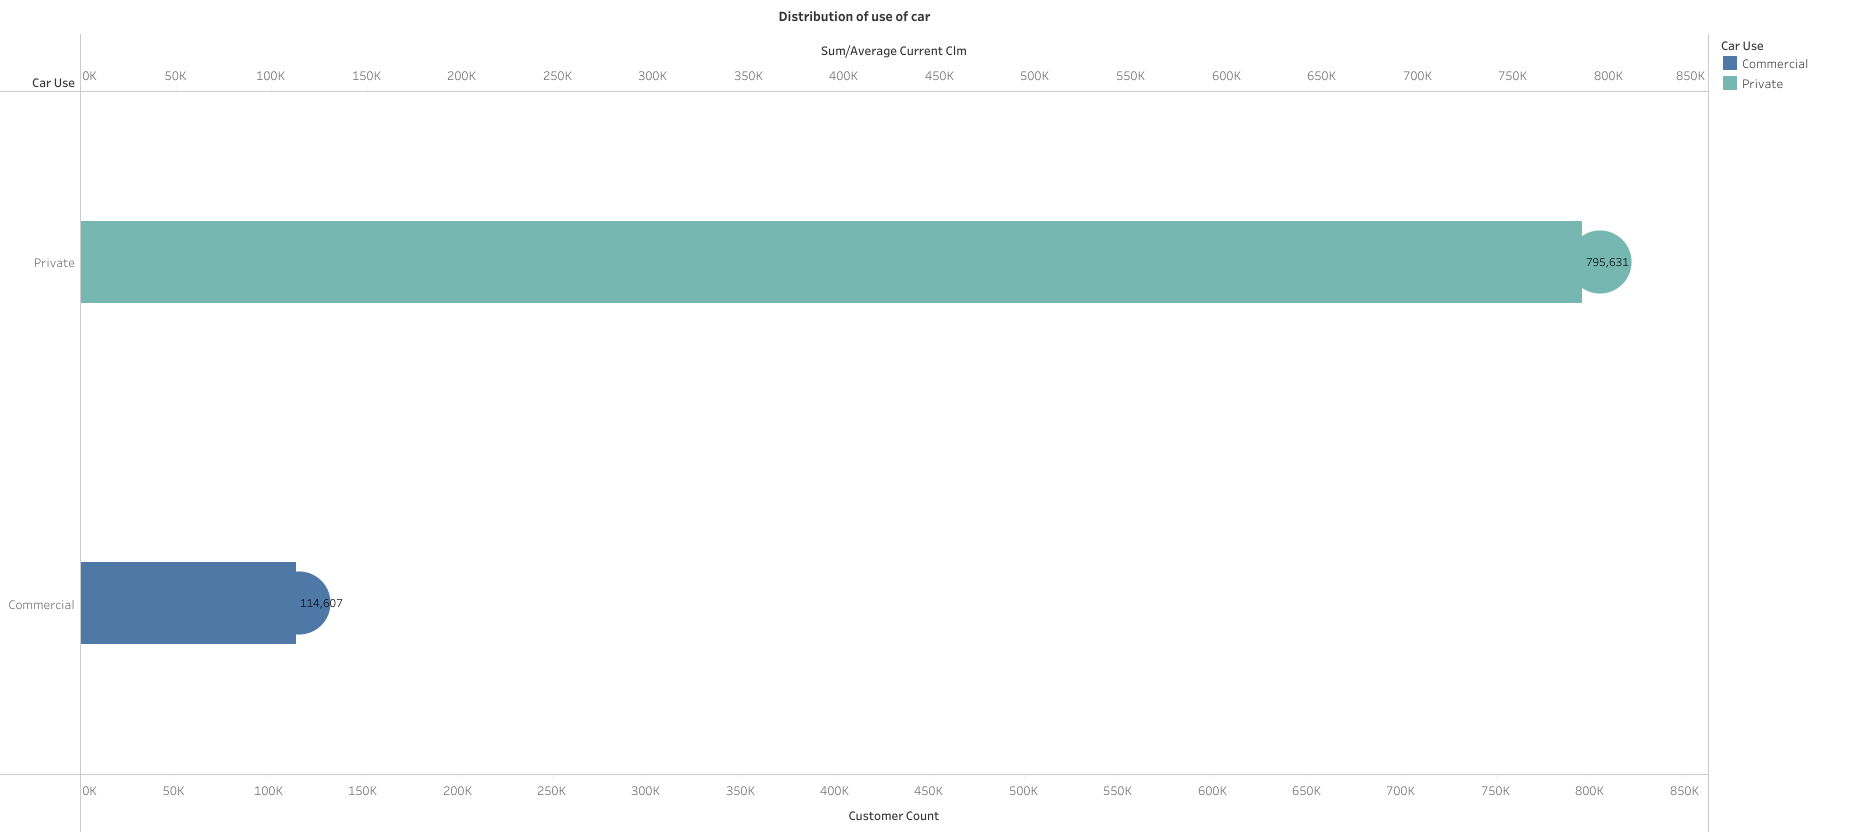 Distribution of use of car
Sum/Average Current Clm
0K 50K 100K 150K 200K 250K 300K 350K 400K 450K 500K 550K 600K 650K 700K 750K 800K 850K
Car Use
Private
795,631
Commercial
114,607
0K 50K 100K 150K 200K 250K 300K 350K 400K 450K 500K 550K 600K 650K 700K 750K 800K 850K
Customer Count
Car Use
Commercial
Private